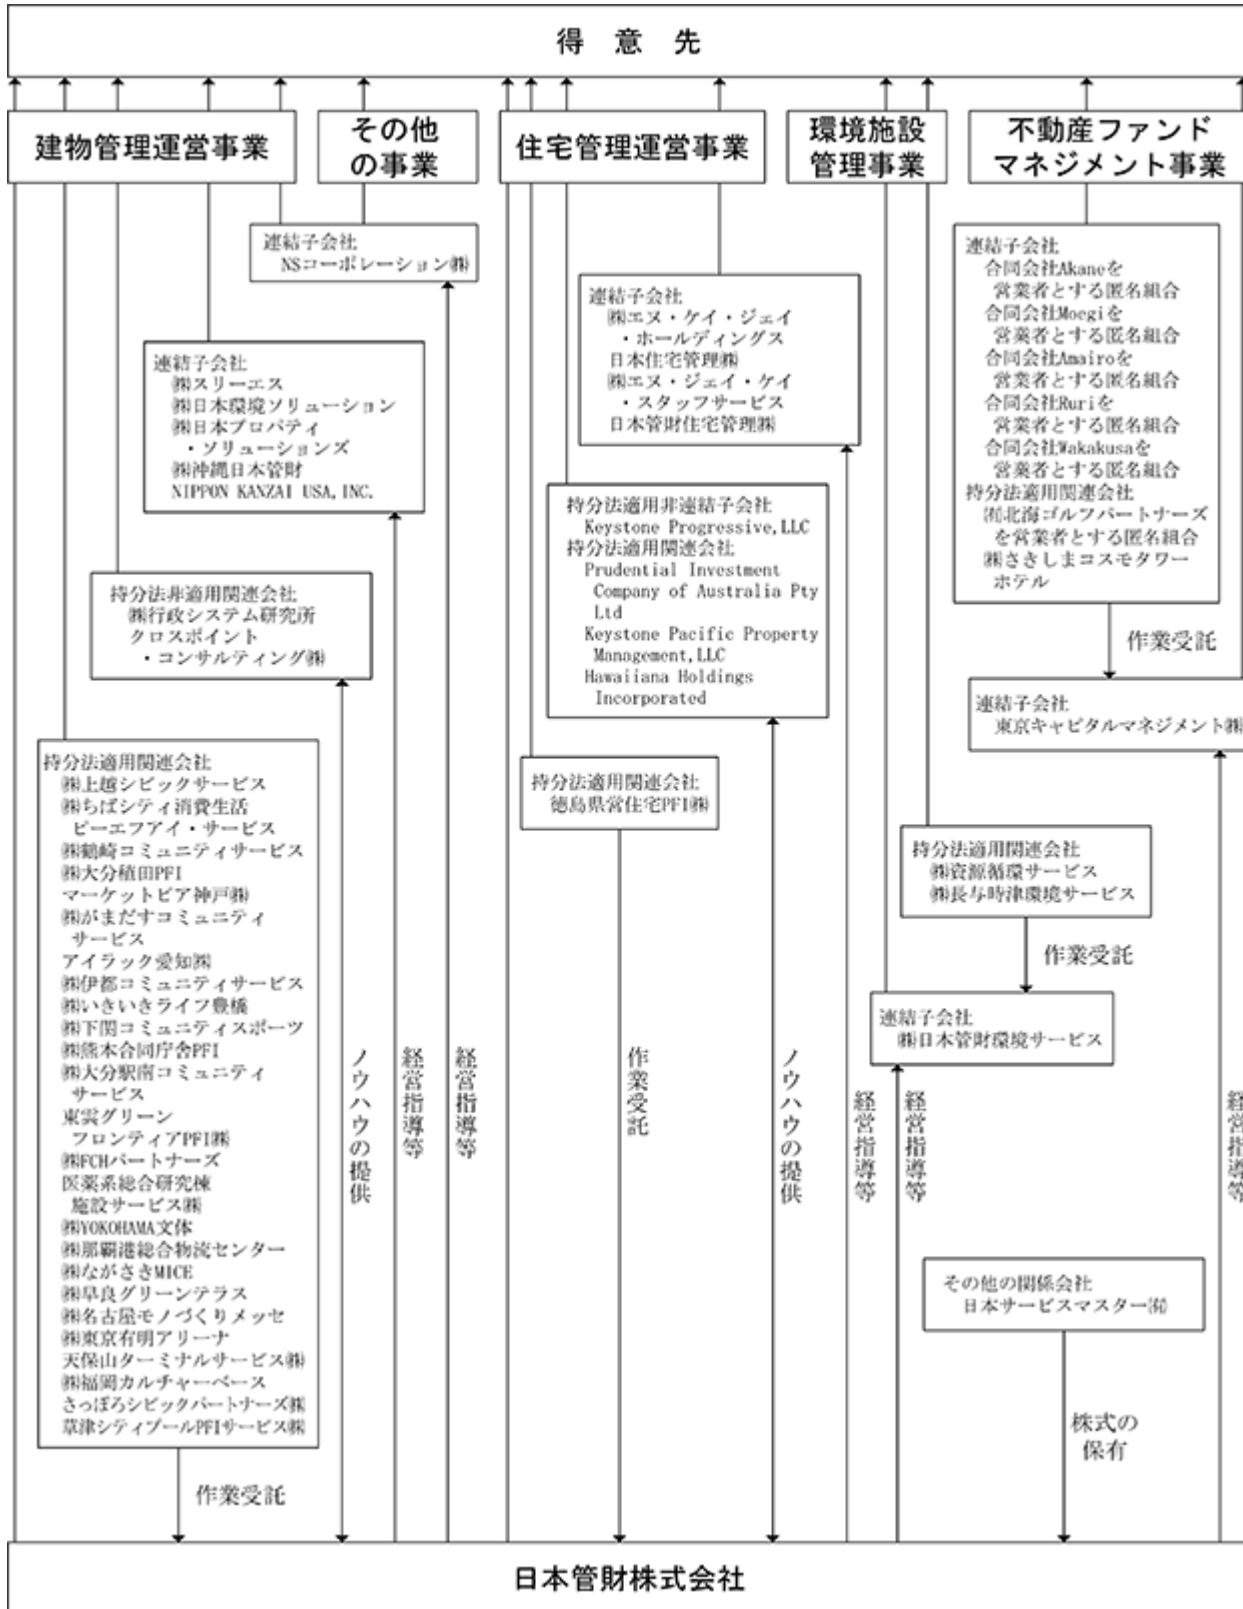 得意先
建物管理運営事業
その他
の事業
住宅管理運営事業
環境施設
管理事業
不動産ファンド
マネジメント事業
連結子会社
NSコーポレーション㈱
連結子会社
㈱スリーエス
㈱日本環境ソリューション
㈱日本プロパティ
・ソリューションズ
㈱沖縄日本管財
NIPPON KANZAI USA,INC.
持分法非適用関連会社
㈱行政システム研究所
クロスポイント
・コンサルティング㈱
持分法適用関連会社
㈱上越シビックサービス
㈱ちばシティ消費生活
ピーエフアイ・サービス
㈱鶴崎コミュニティサービス
㈱大分稙田PFI
マーケットピア神戸㈱
㈱がまだすコミュニティ
サービス
アイラック愛知㈱
㈱伊都コミュニティサービス
㈱いきいきライフ豊橋
㈱下関コミュニティスポーツ
㈱熊本合同庁舎PFI
㈱大分駅南コミュニティ
サービス
東雲グリーン
フロンティアPFI㈱
㈱FCHパートナーズ
医薬系総合研究棟
施設サービス㈱
㈱YOKOHAMA文体
㈱那覇港総合物流センター
㈱ながさきMICE
㈱早良グリーンテラス
㈱名古屋モノづくりメッセ
㈱東京有明アリーナ
天保山ターミナルサービス㈱
㈱福岡カルチャーベース
さっぽろシビックパートナーズ㈱
草津シティプールPFIサービス㈱
作業受託
ノウハウの提供
経営指導等
経営指導等
連結子会社
㈱エヌ・ケイ・ジェイ
・ホールディングス
日本住宅管理㈱
㈱エヌ・ジェイ・ケイ
・スタッフサービス
日本管財住宅管理㈱
持分法適用非連結子会社
Keystone Progressive,LLC
持分法適用関連会社
Prudential Investment
Company of Australia Pty
Ltd
Keystone Pacific Property
Management,LLC
Hawaiiana Holdings
Incorporated
持分法適用関連会社
徳島県営住宅PFI㈱
作業受託
ノウハウの提供
経営指導等
経営指導等
連結子会社
合同会社Akaneを
営業者とする匿名組合
合同会社Moegiを
営業者とする匿名組合
合同会社Amairoを
営業者とする匿名組合
合同会社Ruriを
営業者とする匿名組合
合同会社Wakakusaを
営業者とする匿名組合
持分法適用関連会社
㈲北海ゴルフパートナーズ
を営業者とする匿名組合
㈱さきしまコスモタワー
ホテル
作業受託
連結子会社
東京キャピタルマネジメント㈱
持分法適用関連会社
㈱資源循環サービス
㈱長与時津環境サービス
作業受託
連結子会社
㈱日本管財環境サービス
経営指導等
その他の関係会社
日本サービスマスター㈲
株式の
保有
日本管財株式会社